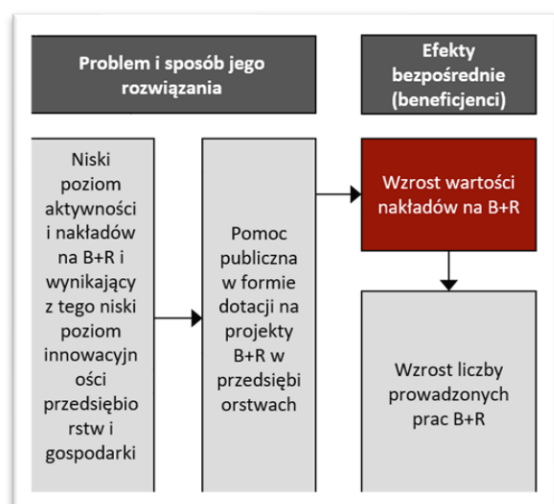 Problem i sposób jego
rozwiązania
Efekty
bezpośrednie
(beneficjenci)
Niski
poziom
aktywności
i nakładów
na B+R i
wynikający
z tego niski
poziom
innowacyjn
ości
przedsiębio
rstw i
gospodarki
Pomoc
publiczna
w formie
dotacji na
projekty
B+R w
przedsiębi
orstwach
Wzrost wartości
nakładów na B+R
Wzrost liczby
prowadzonych
prac B+R